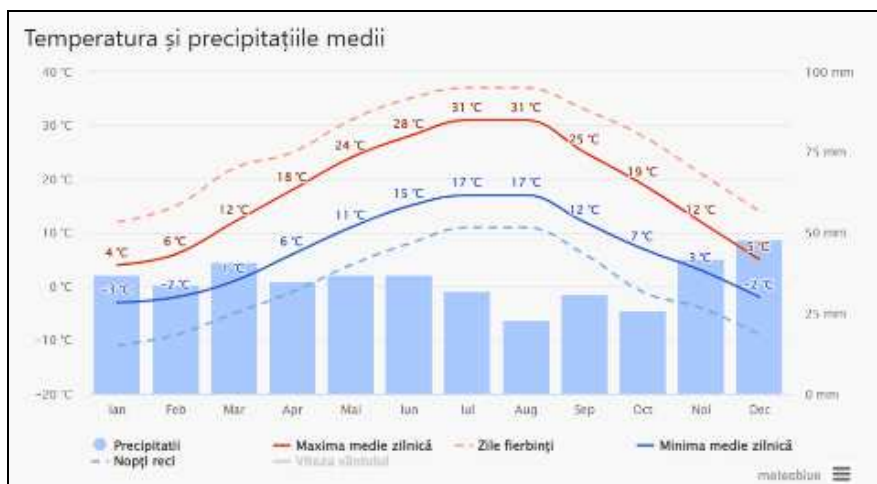 Temperatura și precipitațiile medii
40 °C 100 mm
31 °C 31 °C
30 °C 28 °C
24 °C 25 °C 75 mm
20 °C 18 °C 19 °C
17 °C 17 °C
15 °C
12 °C 11 °C 12 °C 12 °C
10 °C 50 mm
4 °C 6 °C 6 °C 7 °C 5 °C
1 °C 3 °C
0 °C -3 °C -2 °C -2 °C
25 mm
-10 °C
-20 °C 0 mm
Ian Feb Mar Apr Mai Iun Iul Aug Sep Oct Noi Dec
Precipitatii Maxima medie zilnică Zile fierbinți Minima medie zilnică
Nopți reci Viteza vântului
meteoblue